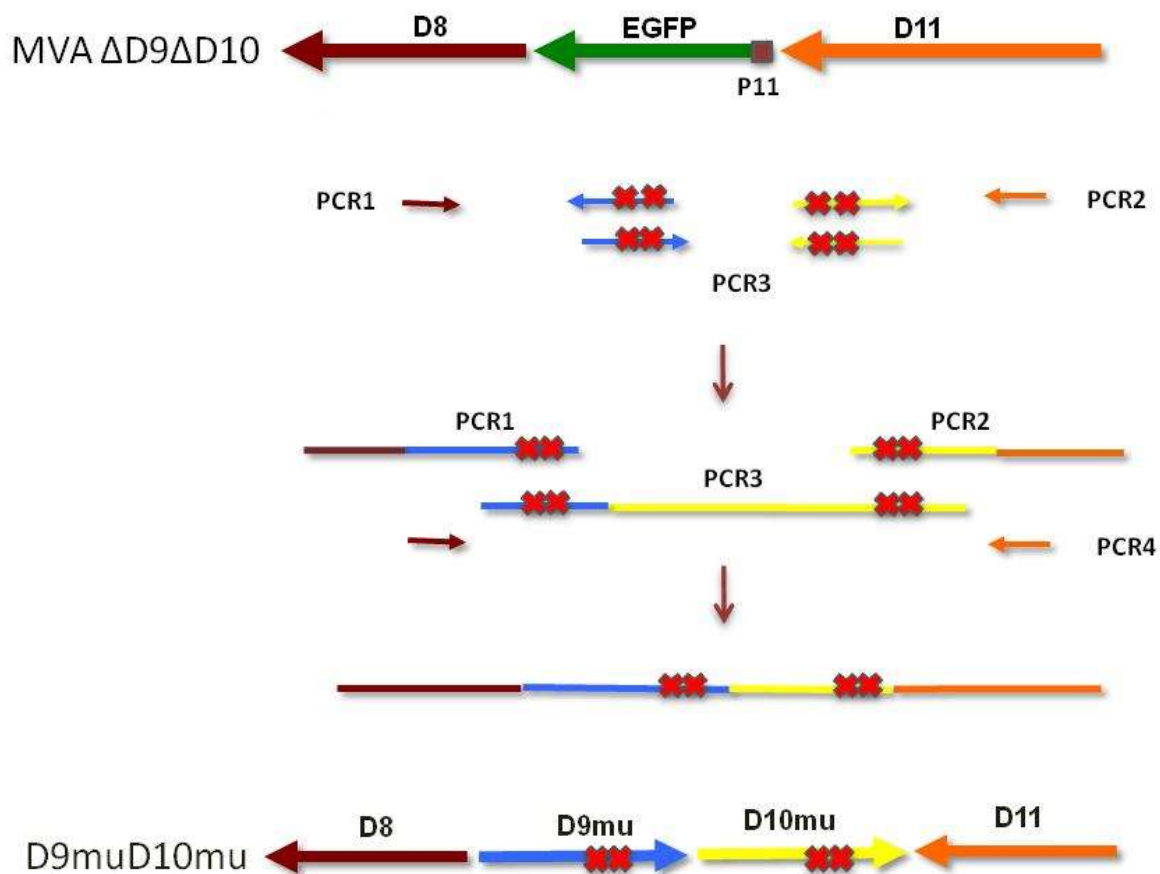 MVA ΔD9ΔD10 D8 EGFP D11
P11
PCR1 PCR2
PCR3
PCR1 PCR2
PCR3
PCR4
D9muD10mu D8 D9mu D10mu D11